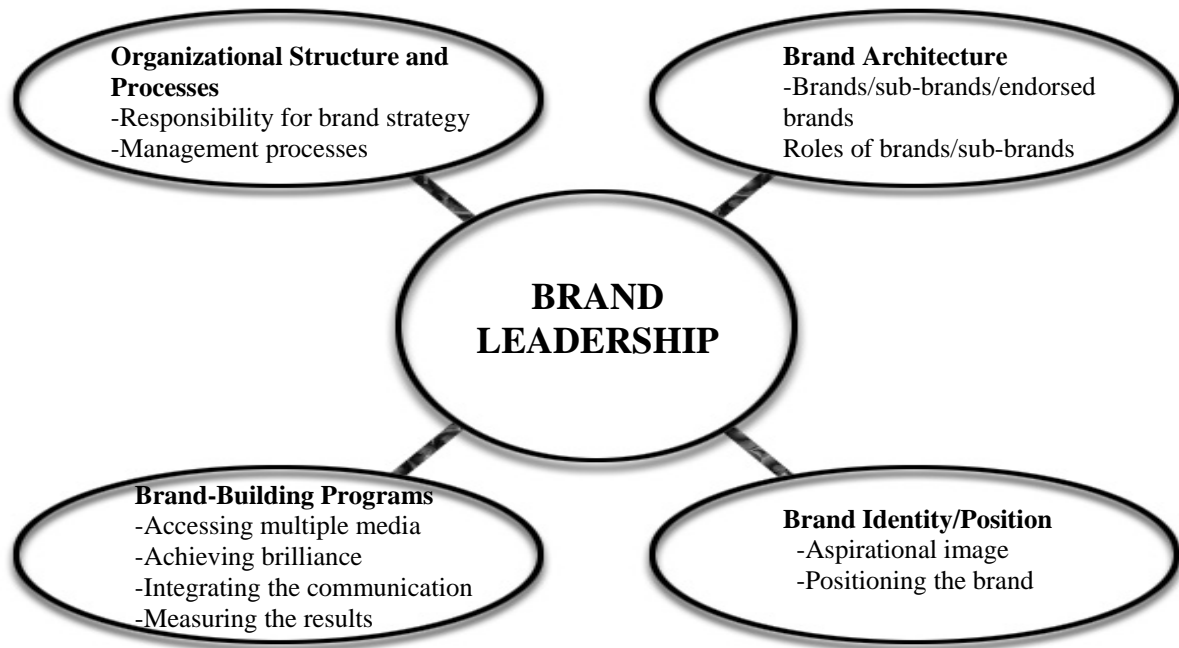 Organizational Structure and
Processes
-Responsibility for brand strategy
-Management processes
Brand Architecture
-Brands/sub-brands/endorsed
brands
Roles of brands/sub-brands
BRAND
LEADERSHIP
Brand-Building Programs
-Accessing multiple media
-Achieving brilliance
-Integrating the communication
-Measuring the results
Brand Identity/Position
-Aspirational image
-Positioning the brand